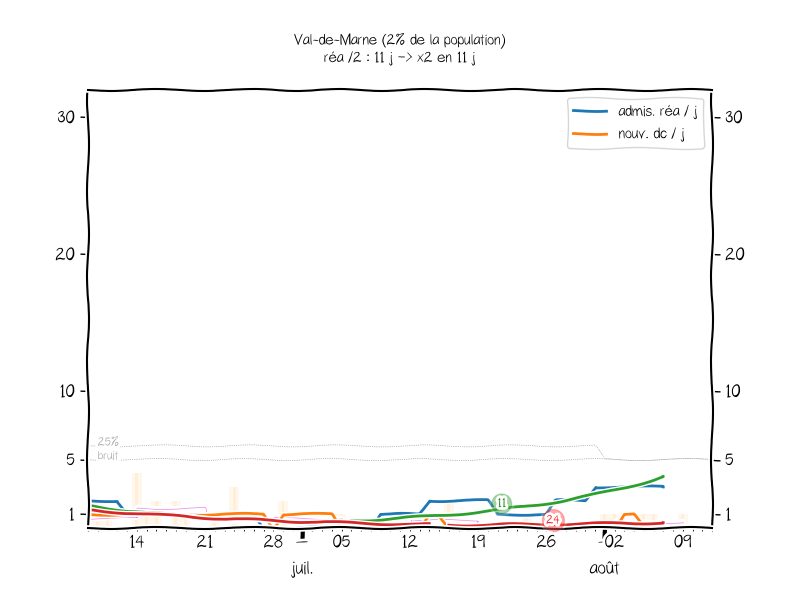 Val-de-Marne (2% de la population)
réa /2 : 11 j -> x2 en 11 j
admis. réa / j
nouv. dc / j
30
30
20
20
10
10
25%
bruit
5
5
1
1
11
24
14 21 28 05 12 19 26 02 09
juil. août